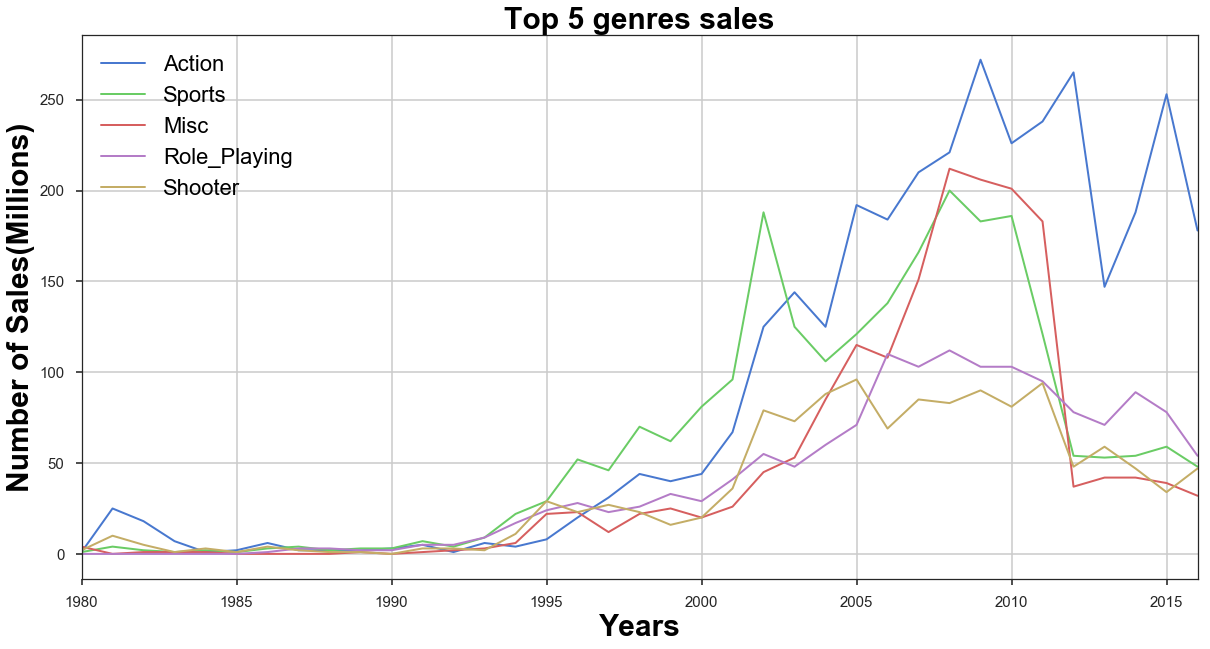 Top 5 genres sales
Action
Sports
Misc
Role_Playing
Shooter
Number of Sales(Millions)
250
200
150
100
50
0
1980 1985 1990 1995 2000 2005 2010 2015
Years